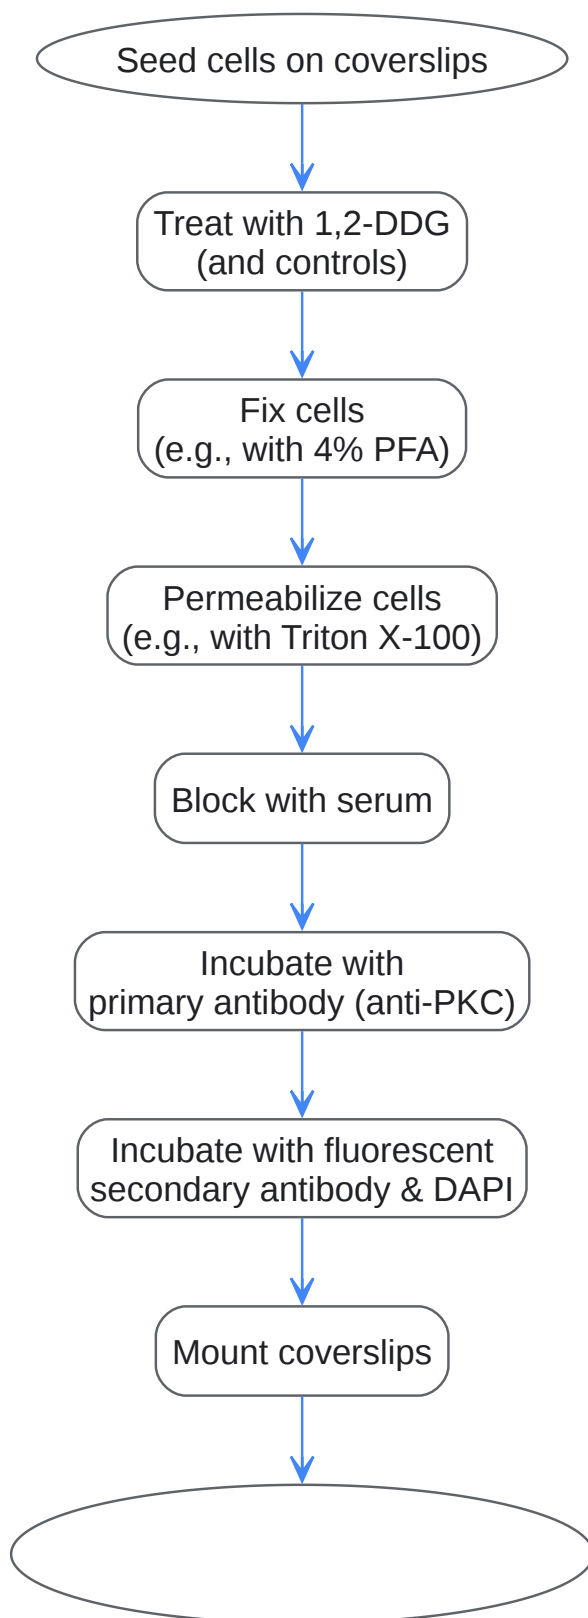 Seed cells on coverslips
Treat with 1,2-DDG
(and controls)
Fix cells
(e.g., with 4% PFA)
Permeabilize cells
(e.g., with Triton X-100)
Block with serum
Incubate with
primary antibody (anti-PKC)
Incubate with fluorescent
secondary antibody & DAPI
Mount coverslips